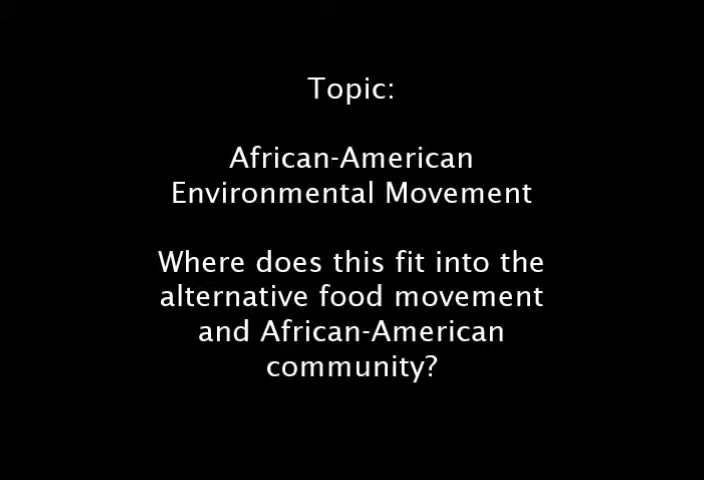 Topic:
African-American
Environmental Movement
Where does this fit into the
alternative food movement
and African-American
community?